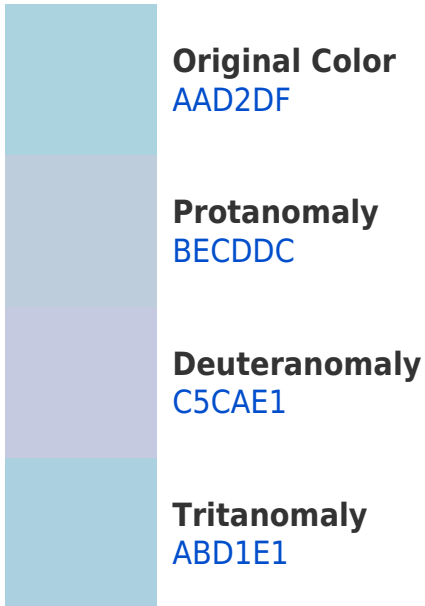 Original Color
AAD2DF
Protanomaly
BECDDC
Deuteranomaly
C5CAE1
Tritanomaly
ABD1E1